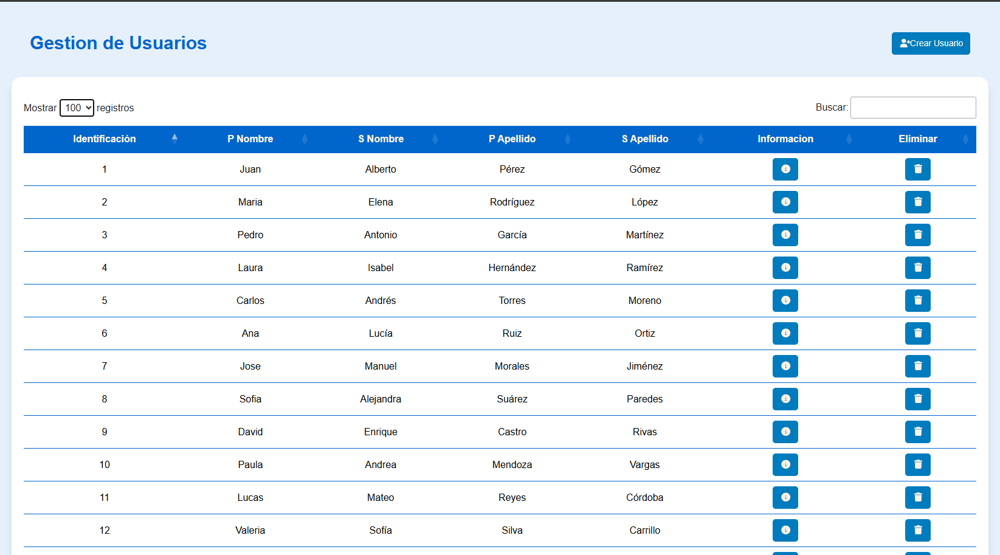 Gestion de Usuarios
Crear Usuario
Mostrar 100 registros
Buscar:
Identificación P Nombre S Nombre P Apellido S Apellido Informacion Eliminar
1 Juan Alberto Pérez Gómez
2 Maria Elena Rodríguez López
3 Pedro Antonio García Martínez
4 Laura Isabel Hernández Ramírez
5 Carlos Andrés Torres Moreno
6 Ana Lucía Ruiz Ortiz
7 Jose Manuel Morales Jiménez
8 Sofia Alejandra Suárez Paredes
9 David Enrique Castro Rivas
10 Paula Andrea Mendoza Vargas
11 Lucas Mateo Reyes Córdoba
12 Valeria Sofía Silva Carrillo